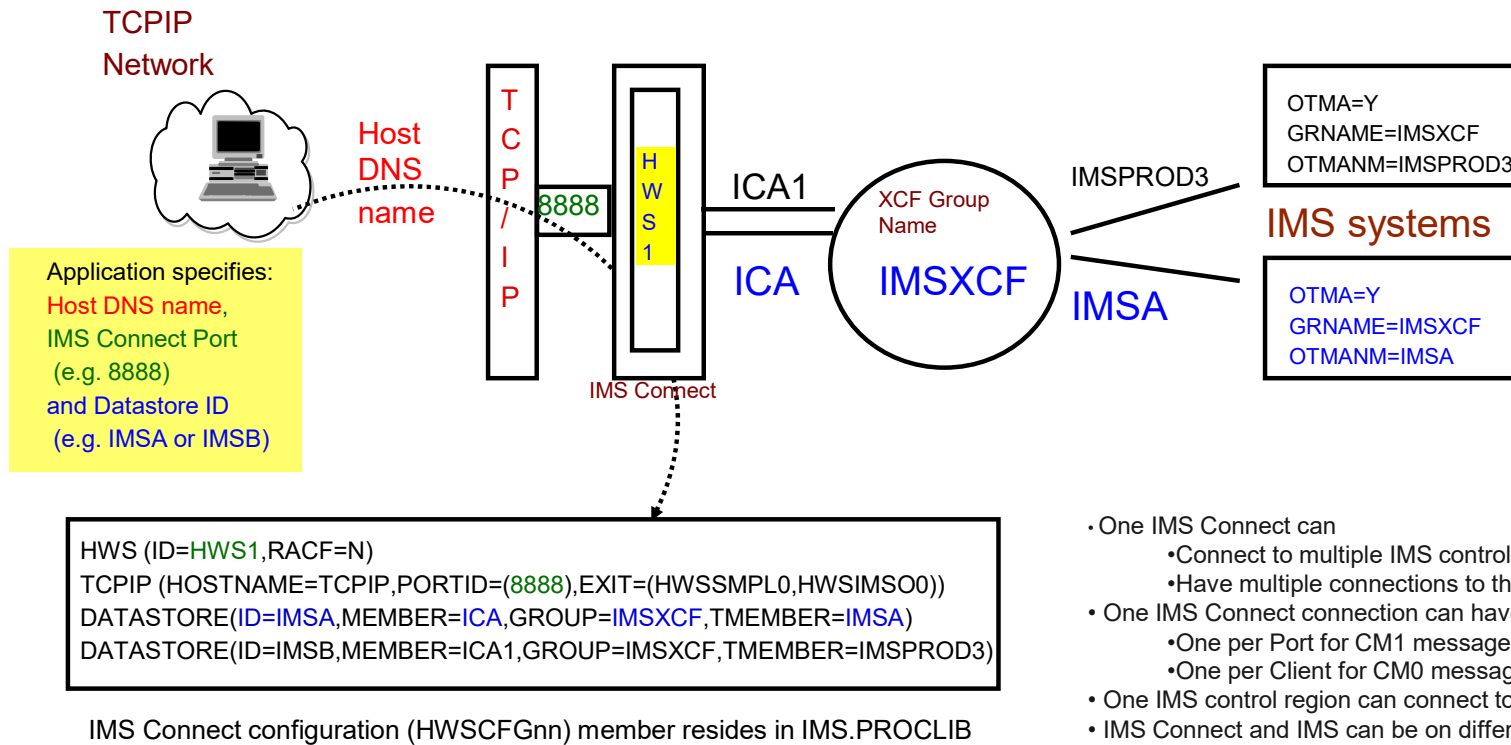 TCPIP
Network
Host
DNS
name
TCP/IP
8888
HWS1
IMS Connect
ICA1
ICA
XCF Group
Name
IMSXCF
IMSPROD3
IMSA
OTMA=Y
GRNAME=IMSXCF
OTMANM=IMSPROD3
IMS systems
OTMA=Y
GRNAME=IMSXCF
OTMANM=IMSA
Application specifies:
Host DNS name,
IMS Connect Port
(e.g. 8888)
and Datastore ID
(e.g. IMSA or IMSB)
HWS (ID=HWS1,RACF=N)
TCPIP (HOSTNAME=TCPIP,PORTID=(8888),EXIT=(HWSSMPL0,HWSIMSO0))
DATASTORE(ID=IMSA,MEMBER=ICA,GROUP=IMSXCF,TMEMBER=IMSA)
DATASTORE(ID=IMSB,MEMBER=ICA1,GROUP=IMSXCF,TMEMBER=IMSPROD3)
IMS Connect configuration (HWSCFGnn) member resides in IMS.PROCLIB
• One IMS Connect can
•Connect to multiple IMS control
•Have multiple connections to
• One IMS Connect connection can
•One per Port for CM1 message
•One per Client for CM0
• One IMS control region can connect
• IMS Connect and IMS can be on